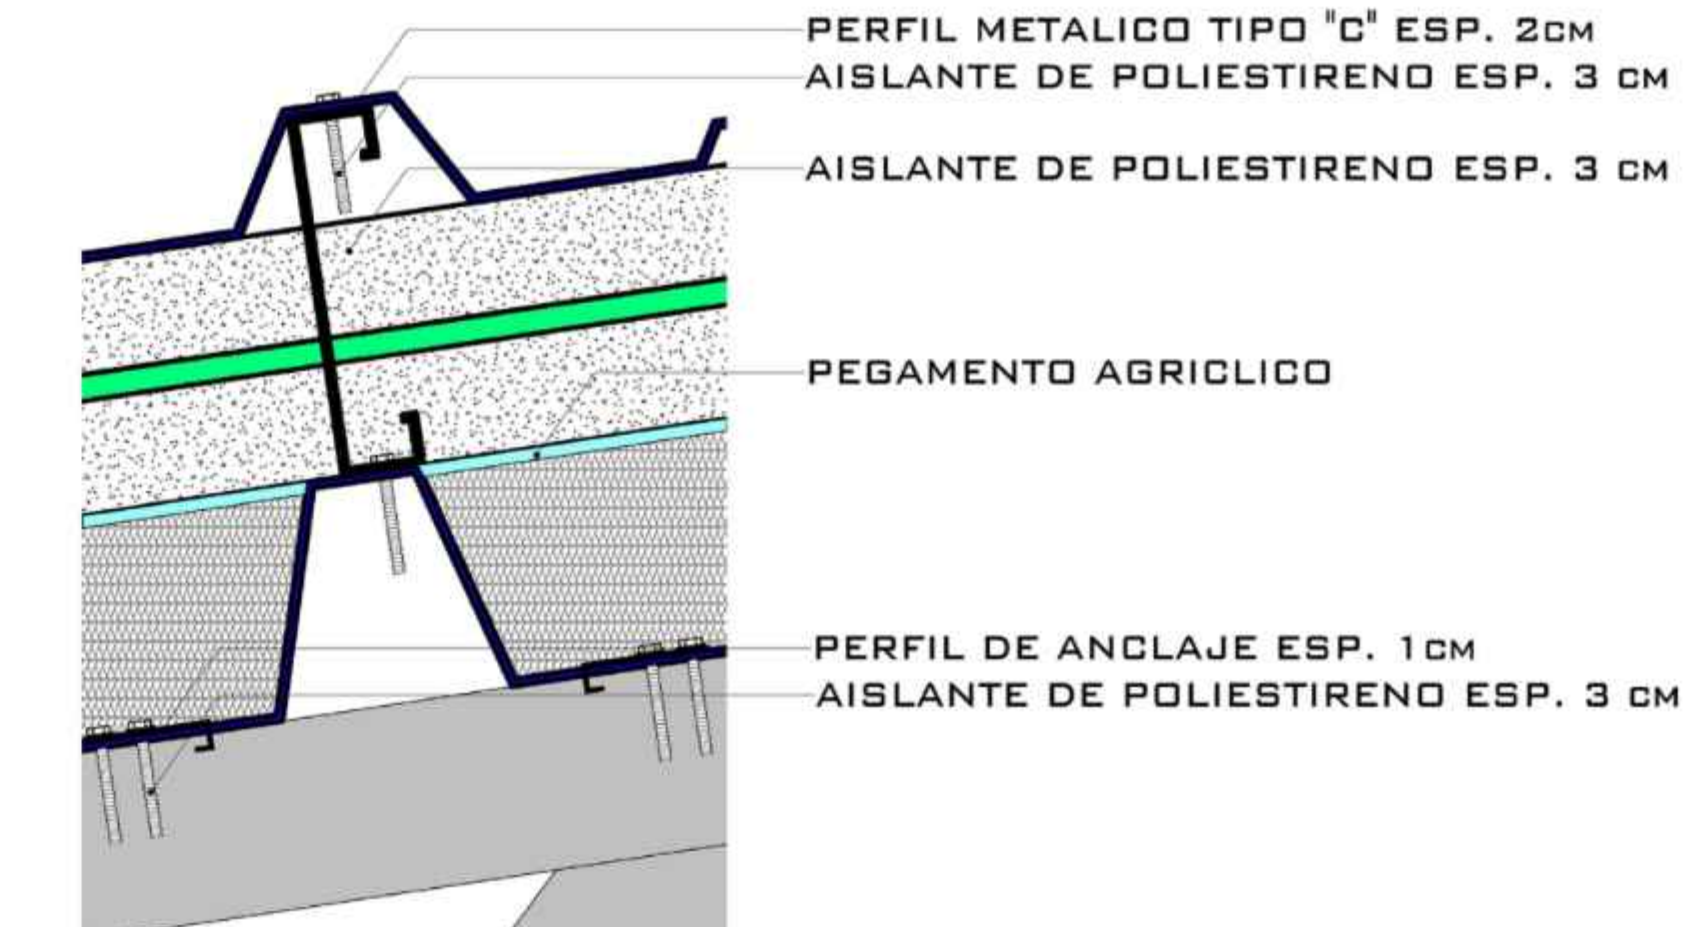 PERFIL METALICO TIPO "C" ESP. 2CM
AISLANTE DE POLIESTIRENO ESP. 3 CM
AISLANTE DE POLIESTIRENO ESP. 3 CM
PEGAMENTO AGRICLICO
PERFIL DE ANCLAJE ESP. 1CM
AISLANTE DE POLIESTIRENO ESP. 3 CM